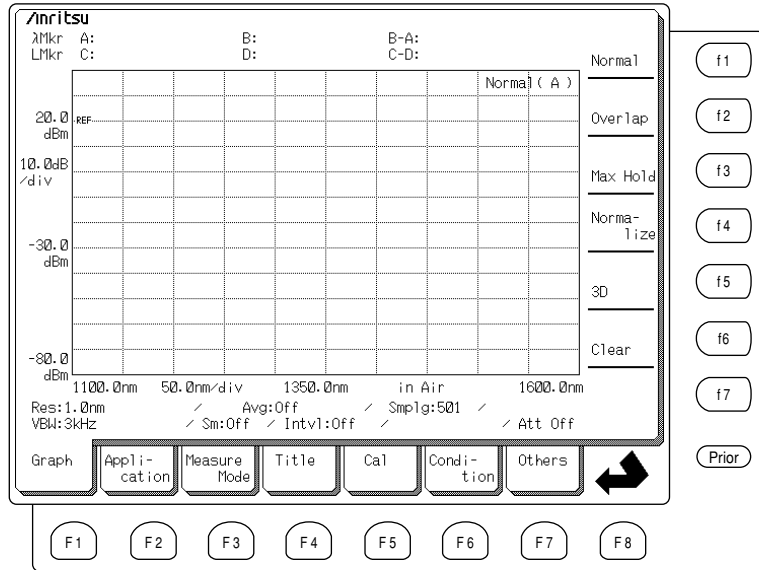 Anritsu
λMkr A: B: B-A:
LMkr C: D: C-D:
Normal ( A )
20.0
dBm
REF
10.0dB
/div
-30.0
dBm
-80.0
dBm
1100.0nm 50.0nm/div 1350.0nm in Air 1600.0nm
Res:1.0nm / Avg:Off / Smplg:501 /
VBW:3kHz / Sm:Off / Intvl:Off / / Att Off
Normal
Overlap
Max Hold
Norma-
lize
3D
Clear
f1
f2
f3
f4
f5
f6
f7
Prior
Graph
Appli-
cation
Measure
Mode
Title
Cal
Condi-
tion
Others
F1 F2 F3 F4 F5 F6 F7 F8